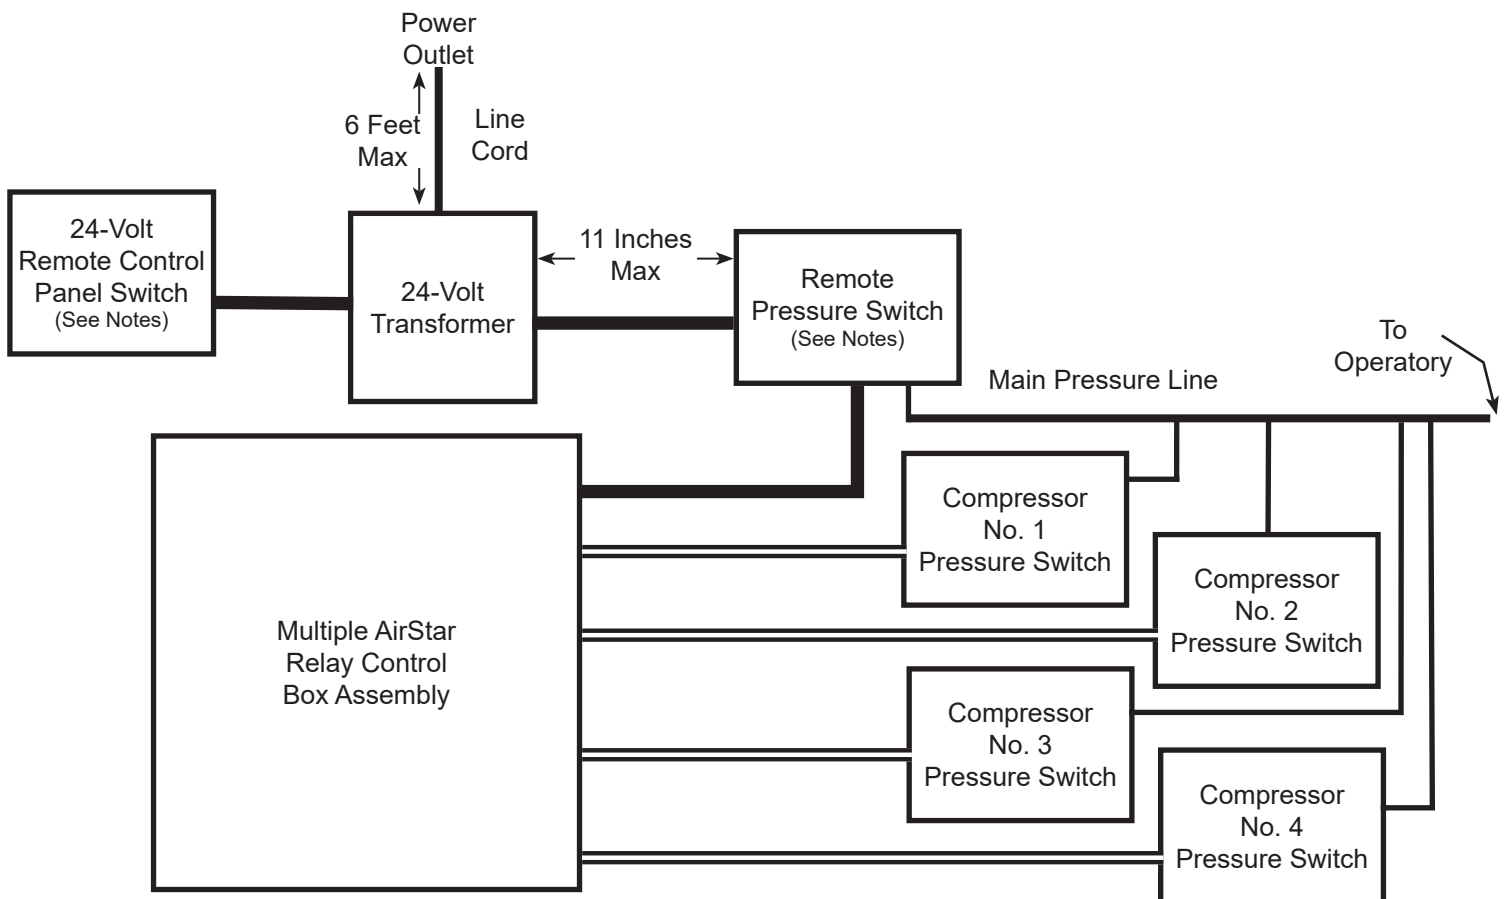 Power
Outlet
6 Feet
Max
Line
Cord
24-Volt
Remote Control
Panel Switch
(See Notes)
24-Volt
Transformer
11 Inches
Max
Remote
Pressure Switch
(See Notes)
To
Operatory
Main Pressure Line
Multiple AirStar
Relay Control
Box Assembly
Compressor
No. 1
Pressure Switch
Compressor
No. 2
Pressure Switch
Compressor
No. 3
Pressure Switch
Compressor
No. 4
Pressure Switch